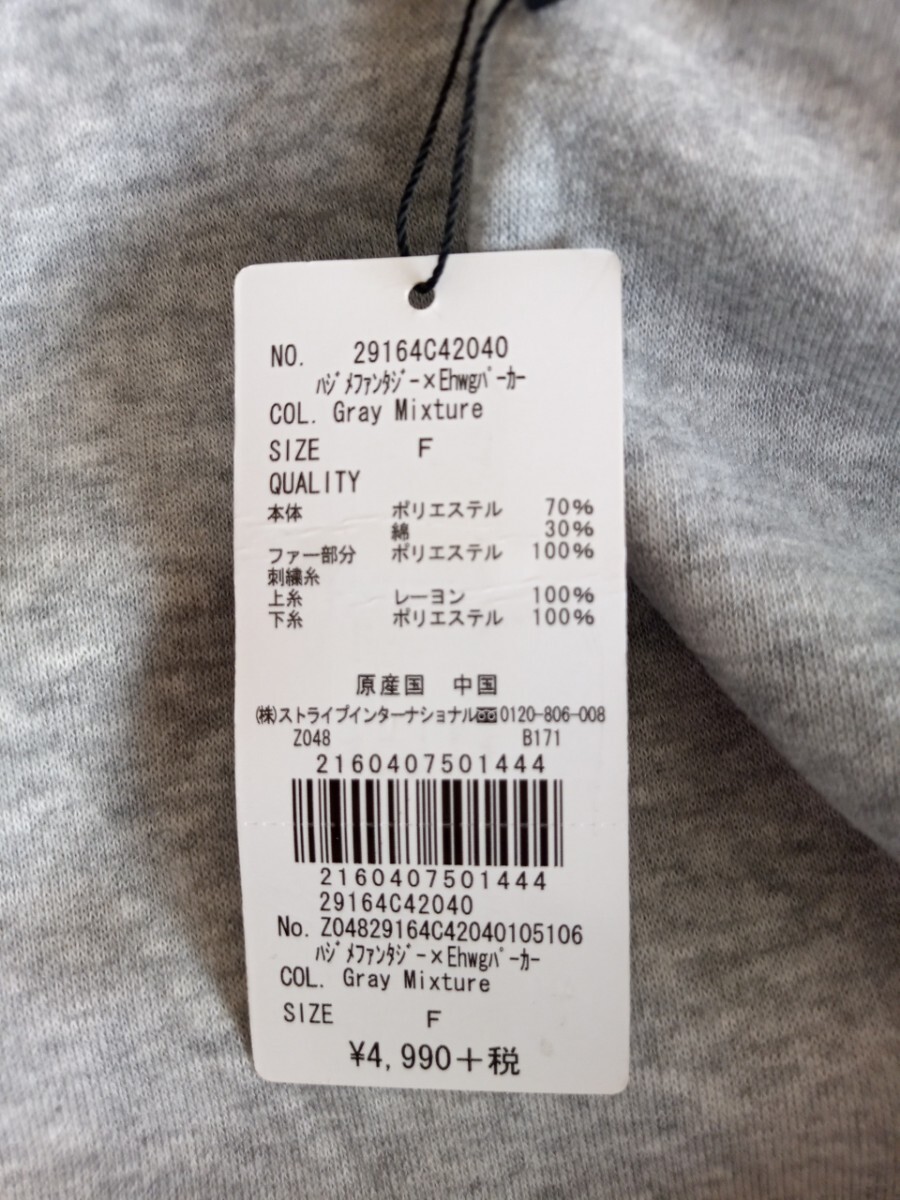 NO. 29164C42040
ﾊｼﾞﾒﾌｧﾝﾀｼﾞｰ×Ehwgﾊﾟｰｶｰ
COL. Gray Mixture
SIZE F
QUALITY
本体 ポリエステル 70%
綿 30%
ファー部分 ポリエステル 100%
刺繍糸
上糸 レーヨン 100%
下糸 ポリエステル 100%
原産国 中国
(株)ストライプインターナショナル 0120-806-008
Z048 B171
2160407501444
2160407501444
29164C42040
No. Z04829164C42040105106
ﾊｼﾞﾒﾌｧﾝﾀｼﾞｰ×Ehwgﾊﾟｰｶｰ
COL. Gray Mixture
SIZE F
¥4,990+税